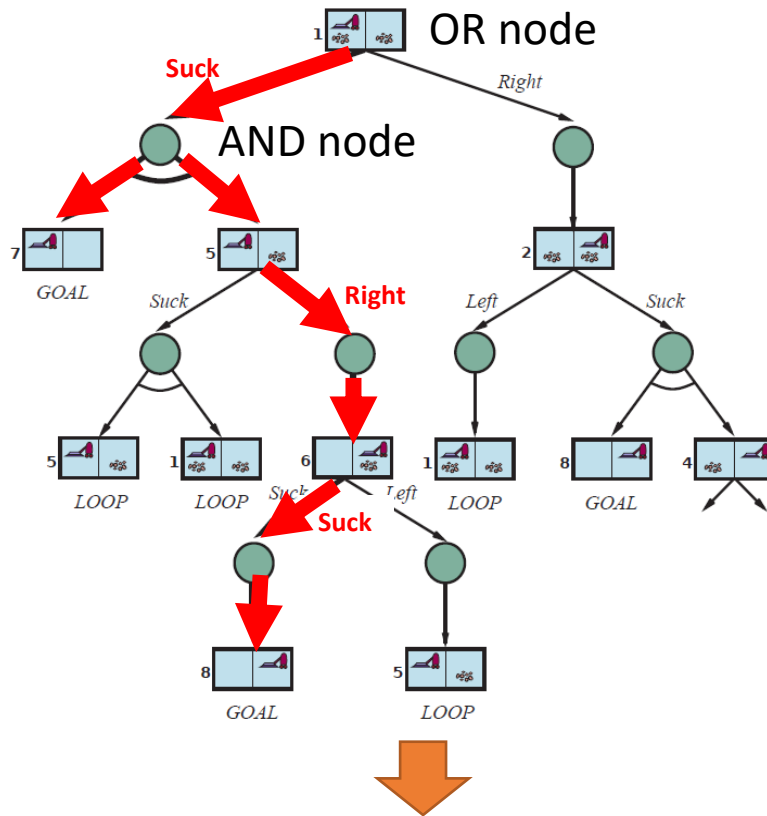 1 OR node
Suck
Right
AND node
7 5 2
GOAL
Suck Right Left Suck
5 1 6 1 8 4
LOOP LOOP Suck Left LOOP GOAL
Suck
8 5
GOAL LOOP